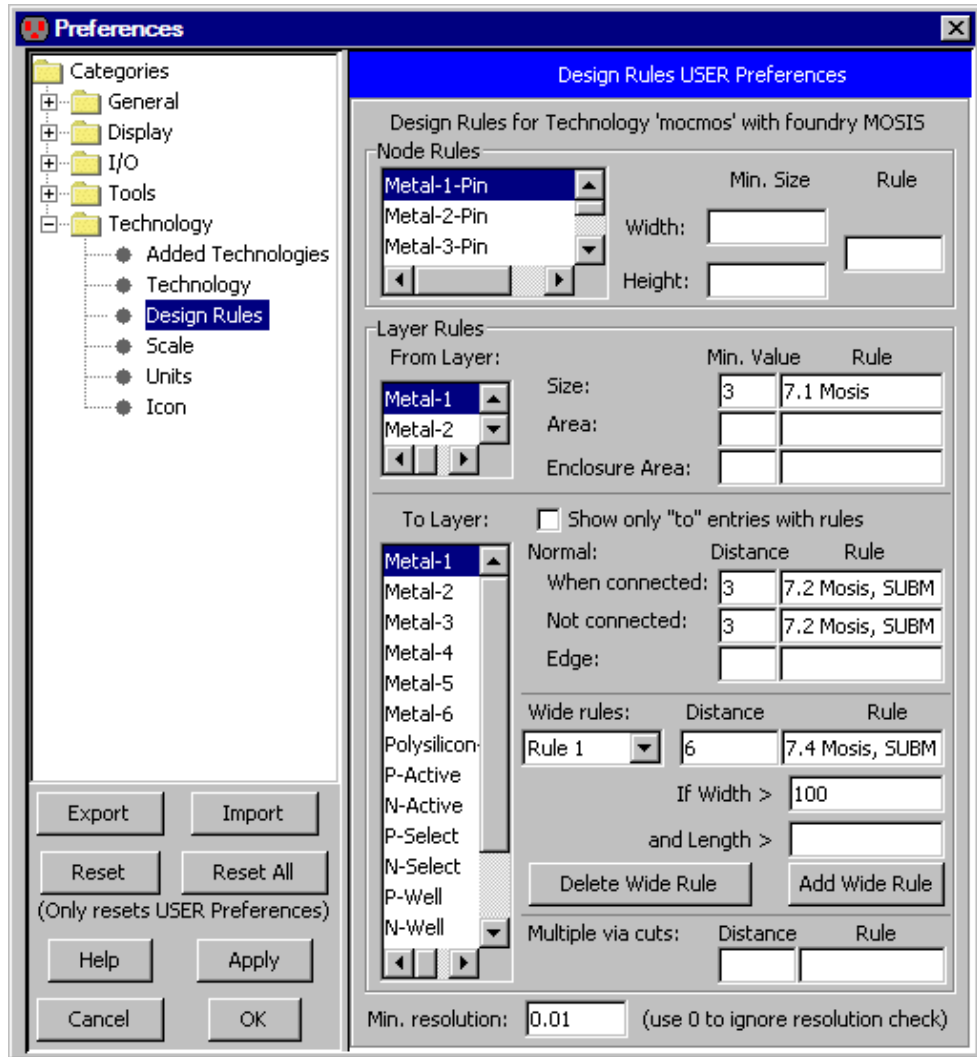 Preferences
Categories
General
Display
I/O
Tools
Technology
Added Technologies
Technology
Design Rules
Scale
Units
Icon
Export Import
Reset Reset All
(Only resets USER Preferences)
Help Apply
Cancel OK
Design Rules USER Preferences
Design Rules for Technology 'mocmos' with foundry MOSIS
Node Rules
Metal-1-Pin
Metal-2-Pin
Metal-3-Pin
Min. Size Rule
Width:
Height:
Layer Rules
From Layer: Min. Value Rule
Metal-1
Metal-2
Size: 3 7.1 Mosis
Area:
Enclosure Area:
To Layer: Show only "to" entries with rules
Metal-1
Metal-2
Metal-3
Metal-4
Metal-5
Metal-6
Polysilicon-
P-Active
N-Active
P-Select
N-Select
P-Well
N-Well
Normal: Distance Rule
When connected: 3 7.2 Mosis, SUBM
Not connected: 3 7.2 Mosis, SUBM
Edge:
Wide rules: Distance Rule
Rule 1 6 7.4 Mosis, SUBM
If Width > 100
and Length >
Delete Wide Rule Add Wide Rule
Multiple via cuts: Distance Rule
Min. resolution: 0.01 (use 0 to ignore resolution check)